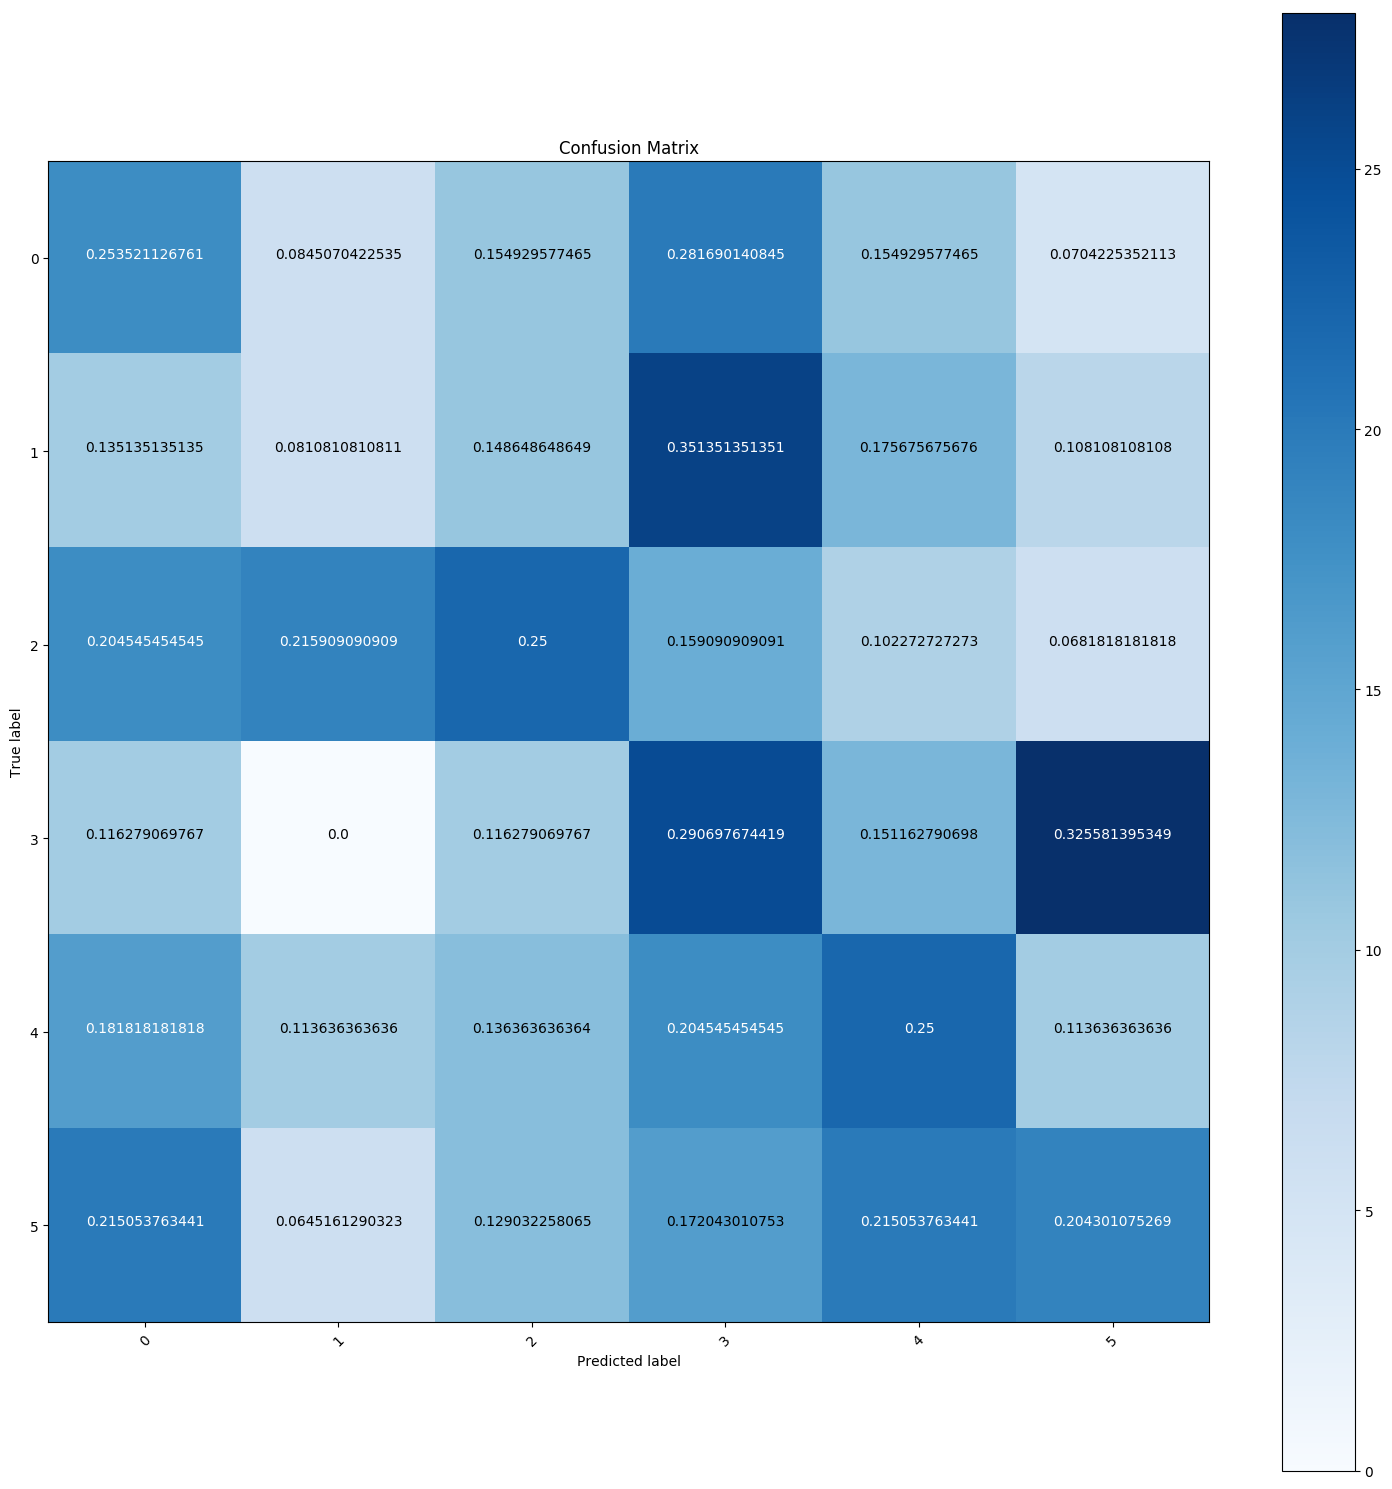 Confusion Matrix
25
20
15
10
5
0
True label
0
0.253521126761 0.0845070422535 0.154929577465 0.281690140845 0.154929577465 0.0704225352113
1
0.135135135135 0.0810810810811 0.148648648649 0.351351351351 0.175675675676 0.108108108108
2
0.204545454545 0.215909090909 0.25 0.159090909091 0.102272727273 0.0681818181818
3
0.116279069767 0.0 0.116279069767 0.290697674419 0.151162790698 0.325581395349
4
0.181818181818 0.113636363636 0.136363636364 0.204545454545 0.25 0.113636363636
5
0.215053763441 0.0645161290323 0.129032258065 0.172043010753 0.215053763441 0.204301075269
0 1 2 3 4 5
Predicted label